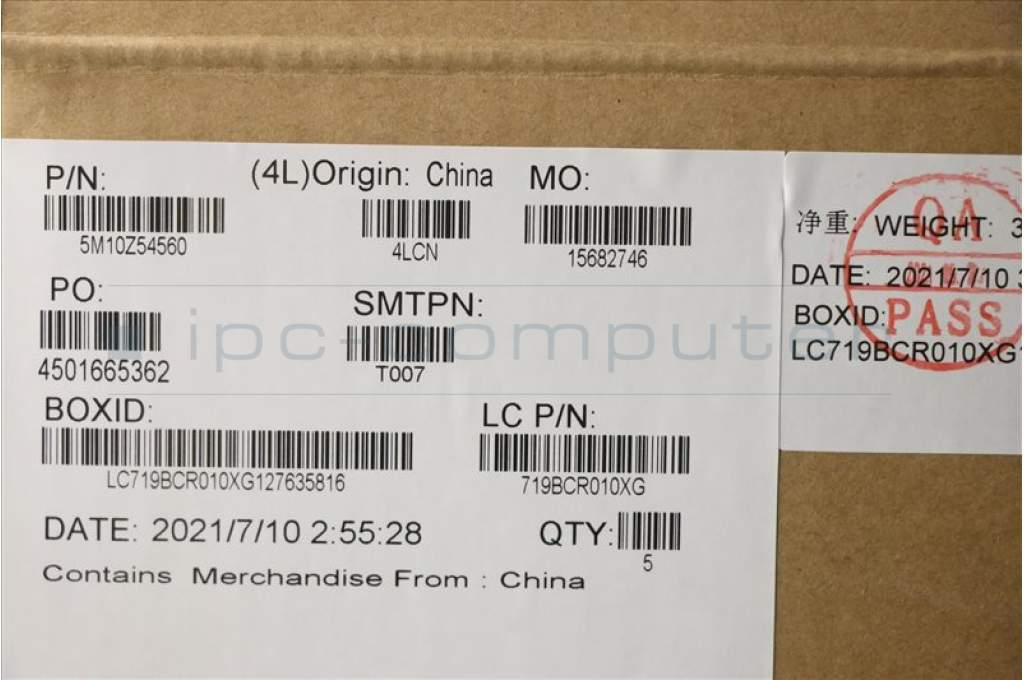 P/N: (4L)Origin: China MO:
5M10Z54560 4LCN 15682746
PO: SMTPN:
4501665362 T007
BOXID: LC P/N:
LC719BCR010XG127635816 719BCR010XG
DATE: 2021/7/10 2:55:28 QTY:
5
Contains Merchandise From : China
净重: WEIGHT: 3
DATE: 2021/7/10
BOXID:
LC719BCR010XG
QA
PASS
ipc-compute